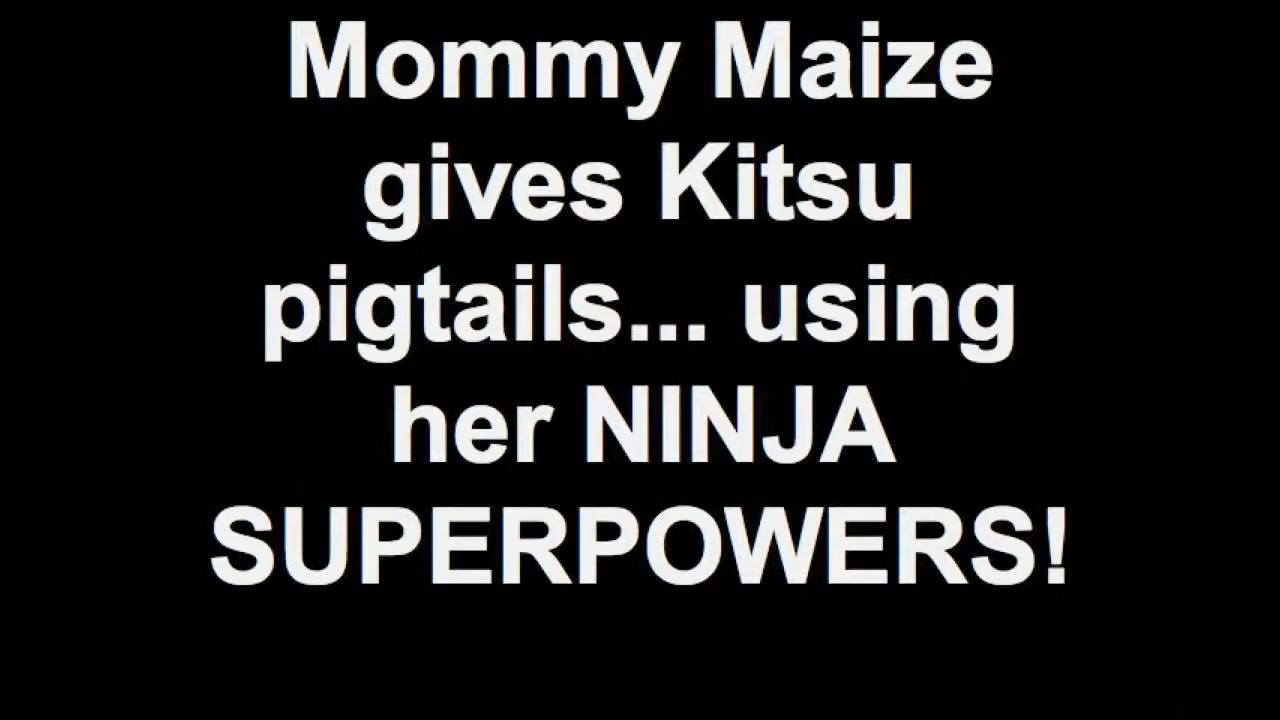 Mommy Maize
gives Kitsu
pigtails... using
her NINJA
SUPERPOWERS!